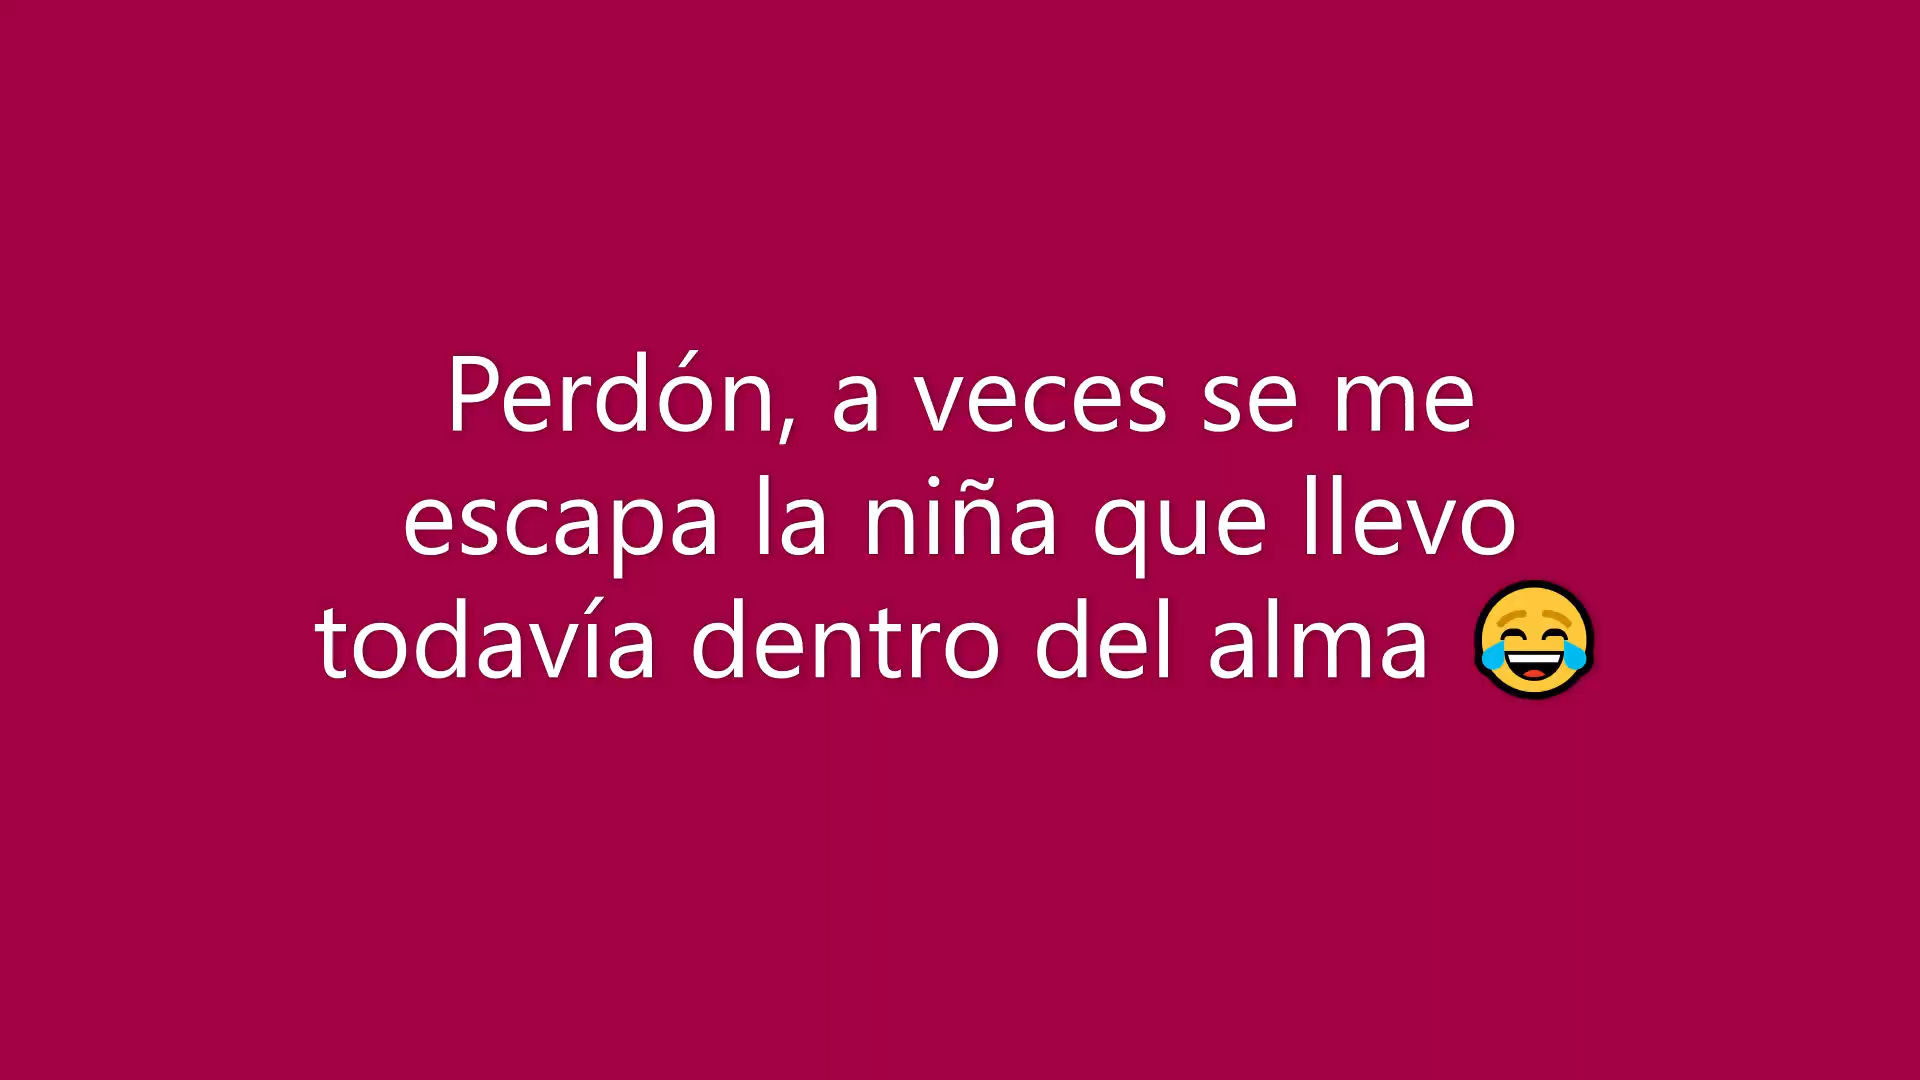 Perdón, a veces se me
escapa la niña que llevo
todavía dentro del alma 😂